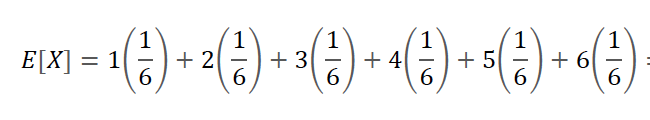 E[X] = 1(1/6) + 2(1/6) + 3(1/6) + 4(1/6) + 5(1/6) + 6(1/6) =